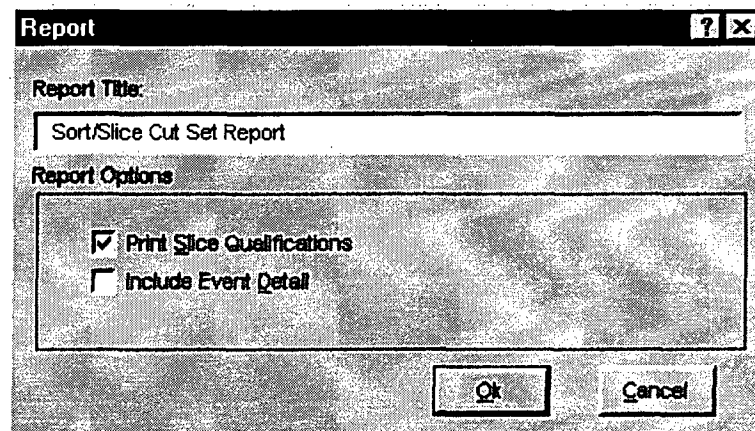 Report
Report Title:
Sort/Slice Cut Set Report
Report Options
Print Slice Qualifications
Include Event Detail
Ok Cancel